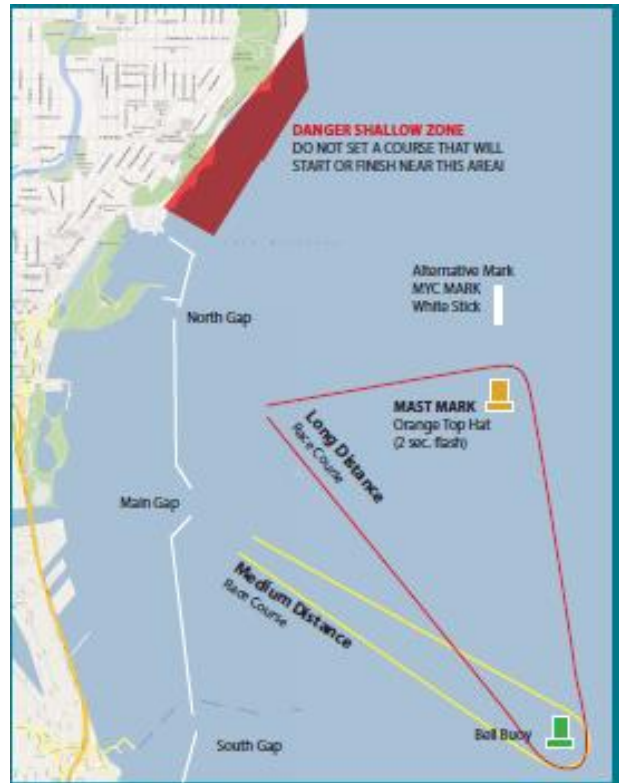 DANGER SHALLOW ZONE
DO NOT SET A COURSE THAT WILL
START OR FINISH NEAR THIS AREA!
Alternative Mark
MYC MARK
White Stick
North Gap
MAST MARK
Orange Top Hat
(2 sec. flash)
Long Distance
Race Course
Main Gap
Medium Distance
Race Course
Bell Buoy
South Gap